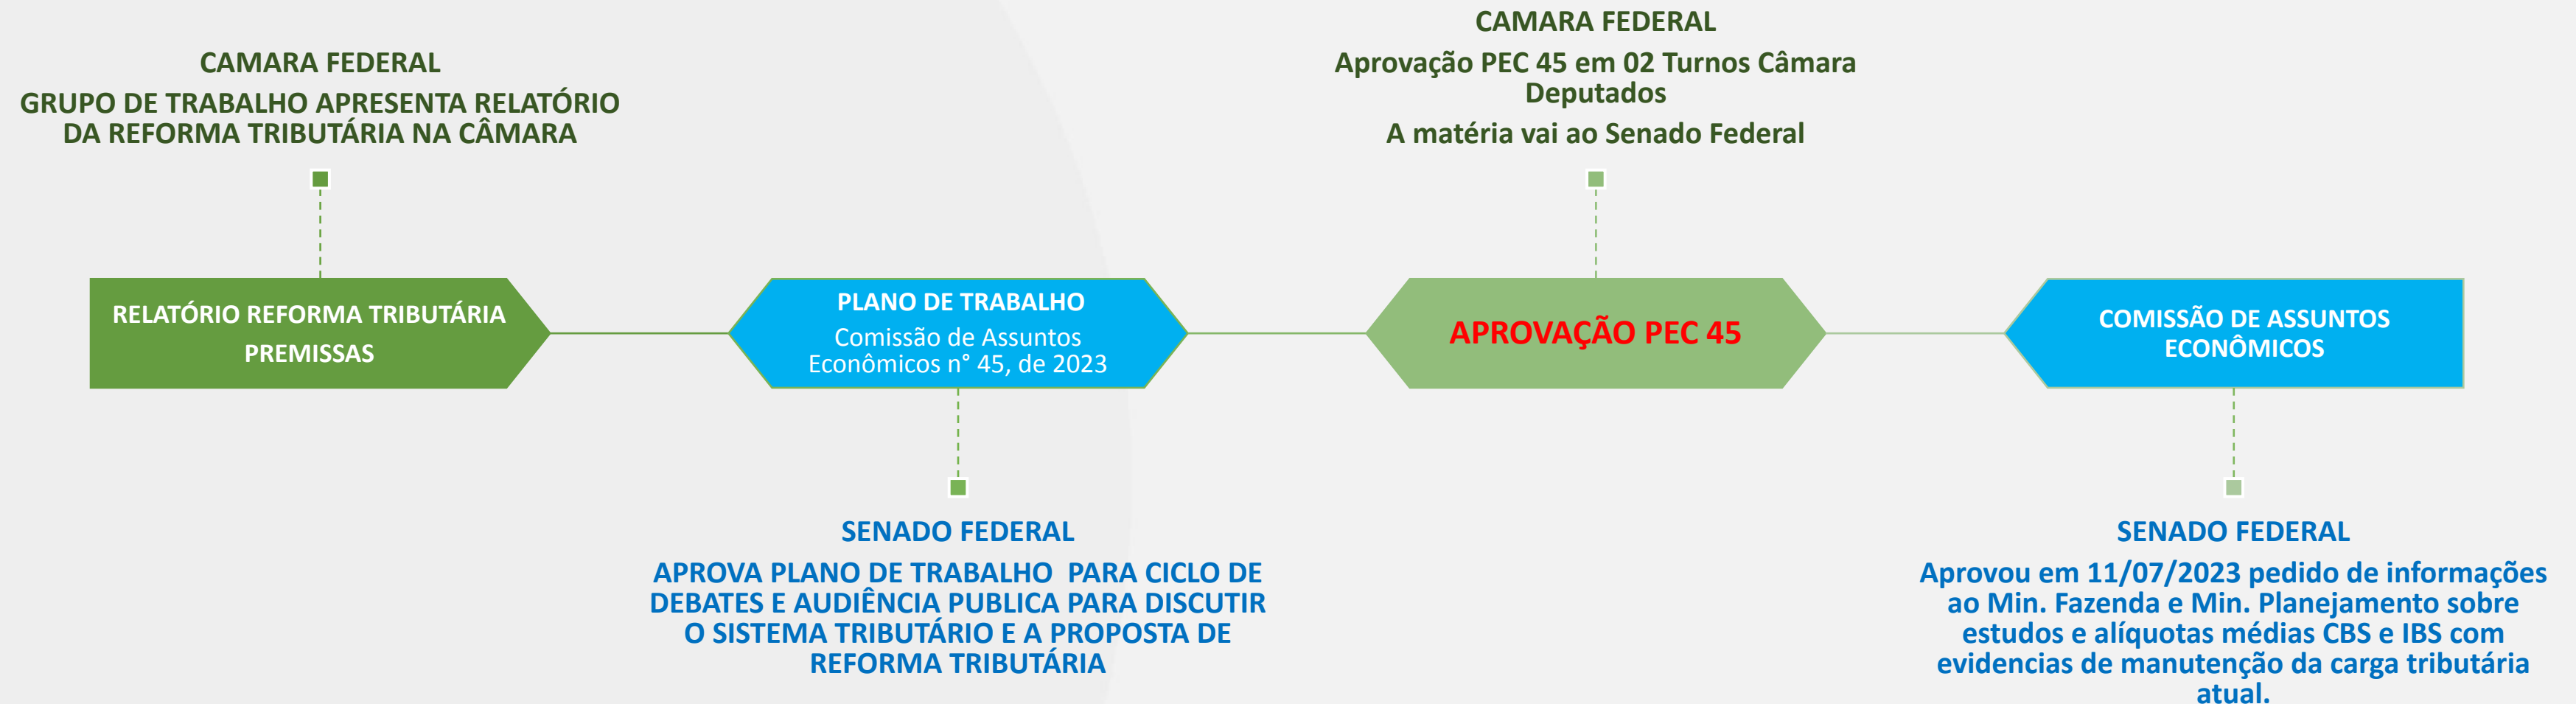 CAMARA FEDERAL
GRUPO DE TRABALHO APRESENTA RELATÓRIO
DA REFORMA TRIBUTÁRIA NA CÂMARA
RELATÓRIO REFORMA TRIBUTÁRIA
PREMISSAS
PLANO DE TRABALHO
Comissão de Assuntos
Econômicos n° 45, de 2023
SENADO FEDERAL
APROVA PLANO DE TRABALHO PARA CICLO DE
DEBATES E AUDIÊNCIA PUBLICA PARA DISCUTIR
O SISTEMA TRIBUTÁRIO E A PROPOSTA DE
REFORMA TRIBUTÁRIA
CAMARA FEDERAL
Aprovação PEC 45 em 02 Turnos Câmara
Deputados
A matéria vai ao Senado Federal
APROVAÇÃO PEC 45
COMISSÃO DE ASSUNTOS
ECONÔMICOS
SENADO FEDERAL
Aprovou em 11/07/2023 pedido de informações
ao Min. Fazenda e Min. Planejamento sobre
estudos e alíquotas médias CBS e IBS com
evidencias de manutenção da carga tributária
atual.